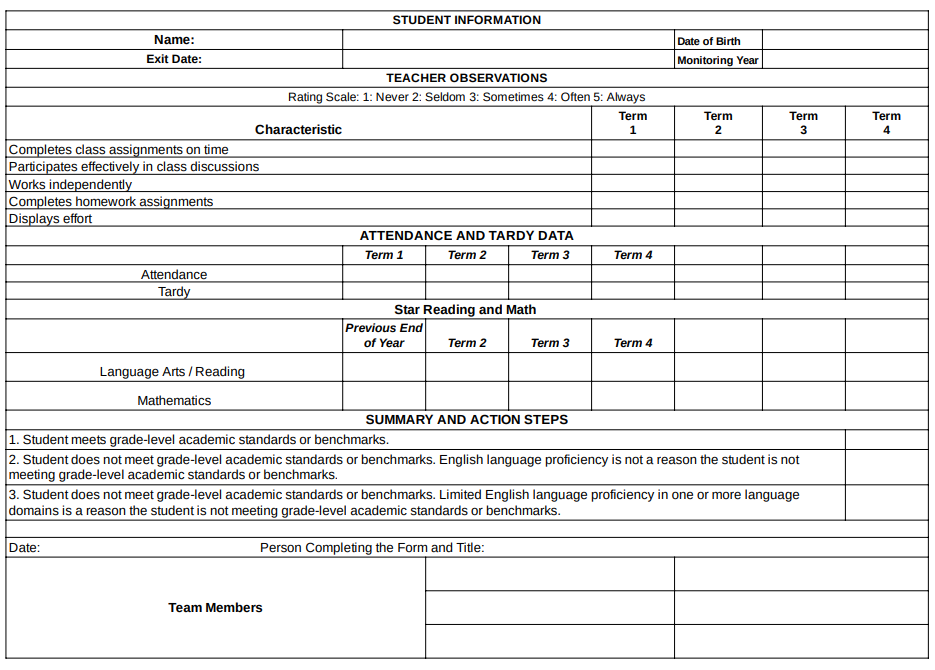 STUDENT INFORMATION
Name:
Date of Birth
Exit Date:
Monitoring Year
TEACHER OBSERVATIONS
Rating Scale: 1: Never 2: Seldom 3: Sometimes 4: Often 5: Always
Characteristic
Term
1
Term
2
Term
3
Term
4
Completes class assignments on time
Participates effectively in class discussions
Works independently
Completes homework assignments
Displays effort
ATTENDANCE AND TARDY DATA
Term 1 Term 2 Term 3 Term 4
Attendance
Tardy
Star Reading and Math
Previous End
of Year
Term 2 Term 3 Term 4
Language Arts / Reading
Mathematics
SUMMARY AND ACTION STEPS
1. Student meets grade-level academic standards or benchmarks.
2. Student does not meet grade-level academic standards or benchmarks. English language proficiency is not a reason the student is not
meeting grade-level academic standards or benchmarks.
3. Student does not meet grade-level academic standards or benchmarks. Limited English language proficiency in one or more language
domains is a reason the student is not meeting grade-level academic standards or benchmarks.
Date: Person Completing the Form and Title:
Team Members